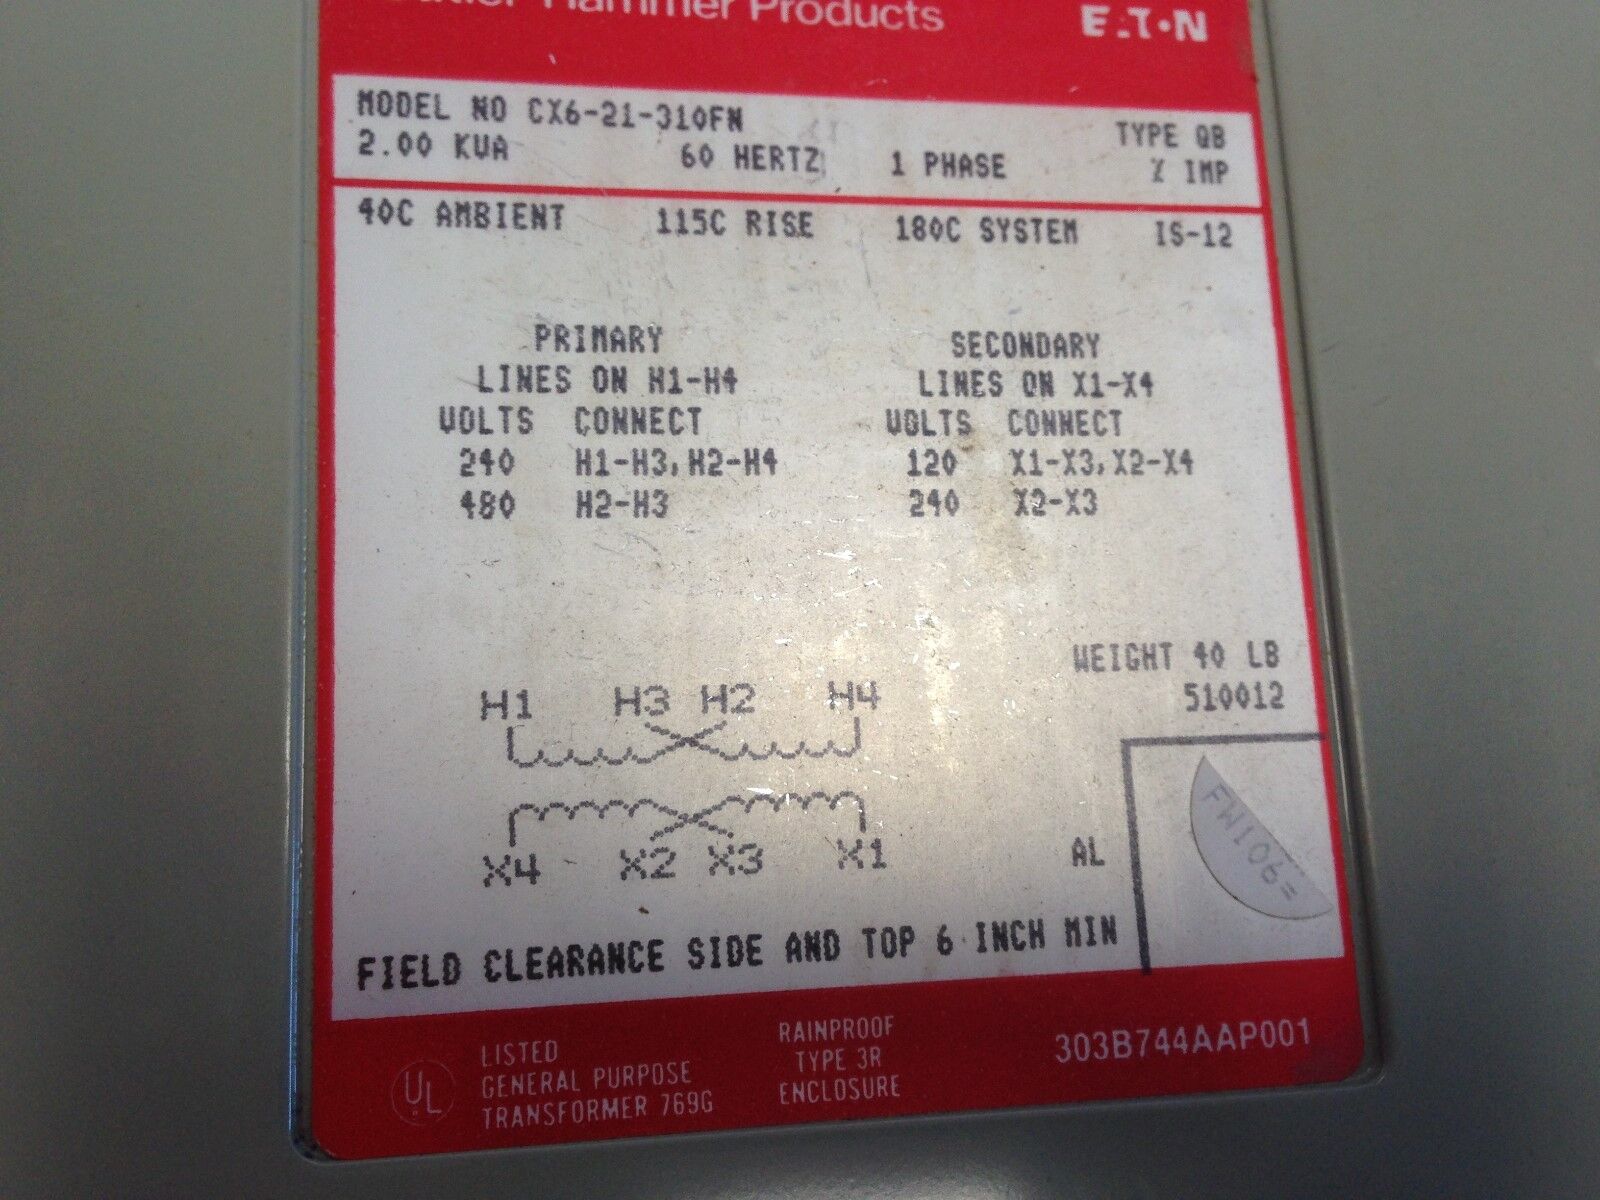 Hammer Products
EATON
MODEL NO CX6-21-310FN
TYPE QB
2.00 KVA 60 HERTZ 1 PHASE % IMP
40C AMBIENT 115C RISE 180C SYSTEM IS-12
PRIMARY SECONDARY
LINES ON H1-H4 LINES ON X1-X4
VOLTS CONNECT VOLTS CONNECT
240 H1-H3,H2-H4 120 X1-X3,X2-X4
480 H2-H3 240 X2-X3
WEIGHT 40 LB
510012
H1 H3 H2 H4
X4 X2 X3 X1
AL
FW106=
FIELD CLEARANCE SIDE AND TOP 6 INCH MIN
UL
LISTED
GENERAL PURPOSE
TRANSFORMER 769G
RAINPROOF
TYPE 3R
ENCLOSURE
303B744AAP001